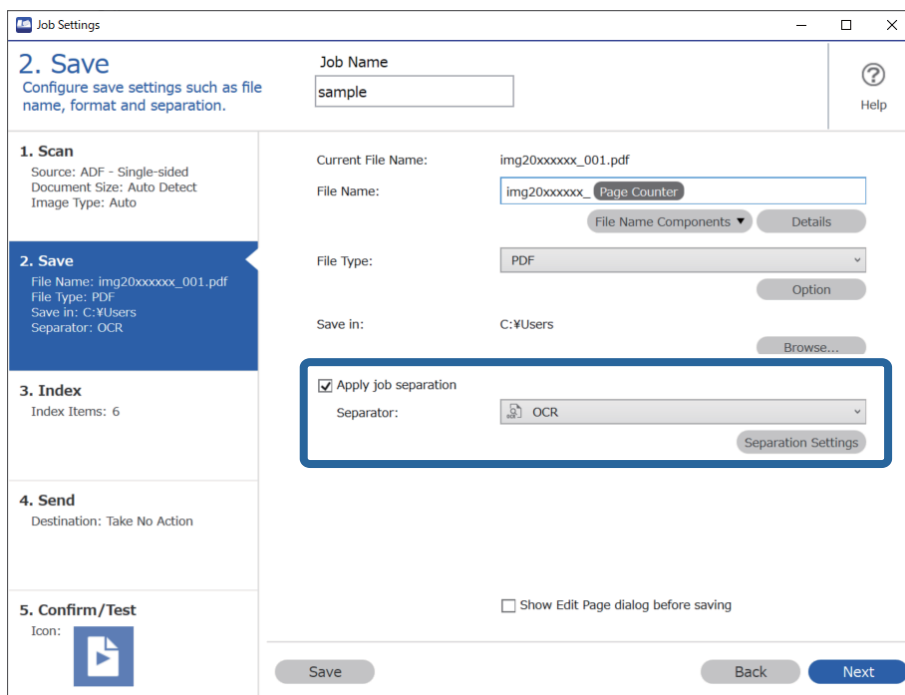 Job Settings
2. Save
Configure save settings such as file
name, format and separation.
Job Name
sample
Help
1. Scan
Source: ADF - Single-sided
Document Size: Auto Detect
Image Type: Auto
2. Save
File Name: img20xxxxxx_001.pdf
File Type: PDF
Save in: C:¥Users
Separator: OCR
3. Index
Index Items: 6
4. Send
Destination: Take No Action
5. Confirm/Test
Icon:
Current File Name: img20xxxxxx_001.pdf
File Name: img20xxxxxx_ Page Counter
File Name Components ▼ Details
File Type: PDF
Option
Save in: C:¥Users
Browse...
Apply job separation
Separator: OCR
Separation Settings
Show Edit Page dialog before saving
Save Back Next